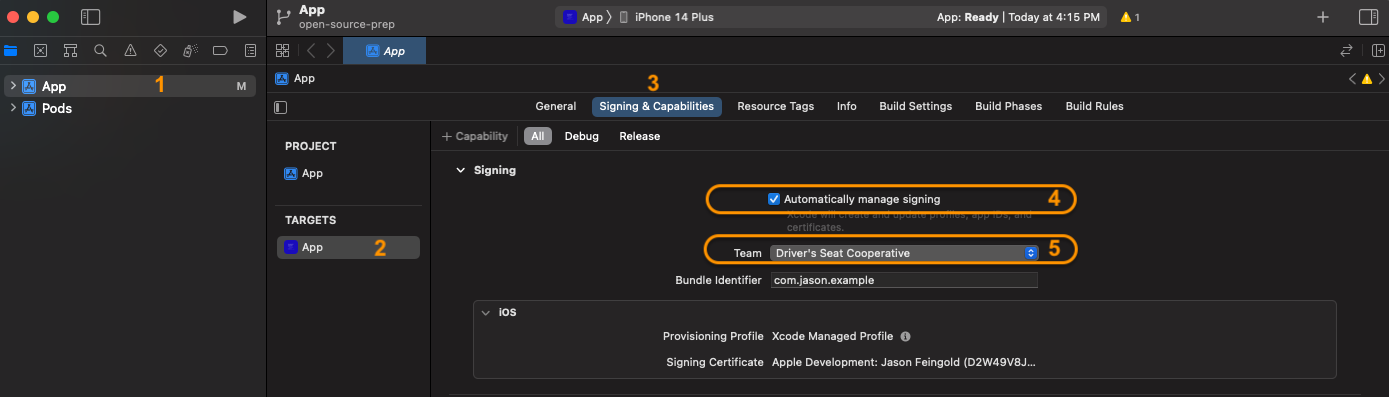 App
open-source-prep
App
iPhone 14 Plus
App: Ready | Today at 4:15 PM
1
App
App 1 M
Pods
App
3
General
Signing & Capabilities
Resource Tags
Info
Build Settings
Build Phases
Build Rules
+ Capability
All
Debug
Release
PROJECT
App
TARGETS
App 2
Signing
Automatically manage signing 4
Xcode will create and update profiles, app IDs, and
certificates.
Team Driver's Seat Cooperative 5
Bundle Identifier com.jason.example
iOS
Provisioning Profile Xcode Managed Profile
Signing Certificate Apple Development: Jason Feingold (D2W49V8J...